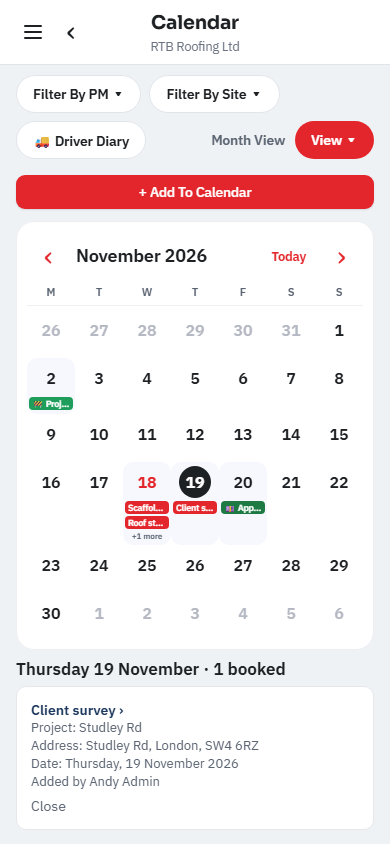 Calendar
RTB Roofing Ltd
Filter By PM
Filter By Site
Driver Diary
Month View
View
+ Add To Calendar
November 2026
Today
M T W T F S S
26 27 28 29 30 31 1
2 3 4 5 6 7 8
Proj...
9 10 11 12 13 14 15
16 17 18 19 20 21 22
Scaffol... Client s... App...
Roof st...
+1 more
23 24 25 26 27 28 29
30 1 2 3 4 5 6
Thursday 19 November · 1 booked
Client survey ›
Project: Studley Rd
Address: Studley Rd, London, SW4 6RZ
Date: Thursday, 19 November 2026
Added by Andy Admin
Close